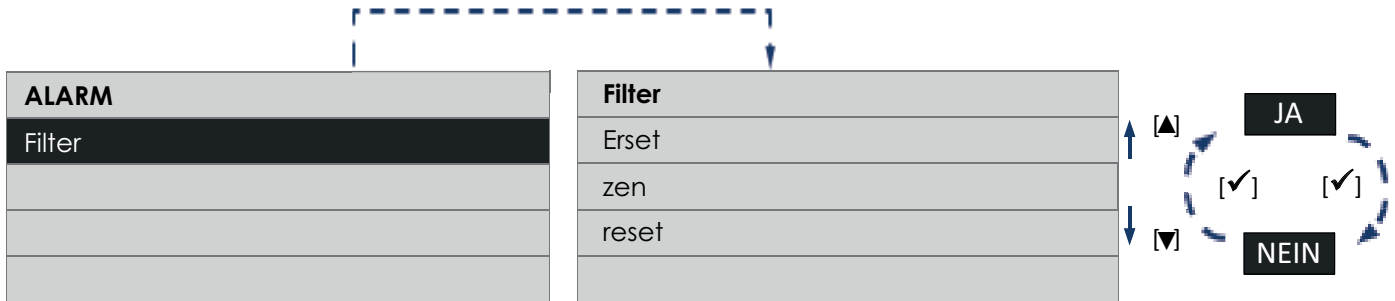 ALARM
Filter
Filter
Erset
zen
reset
[▲]
[▼]
JA
[✔] [✔]
NEIN